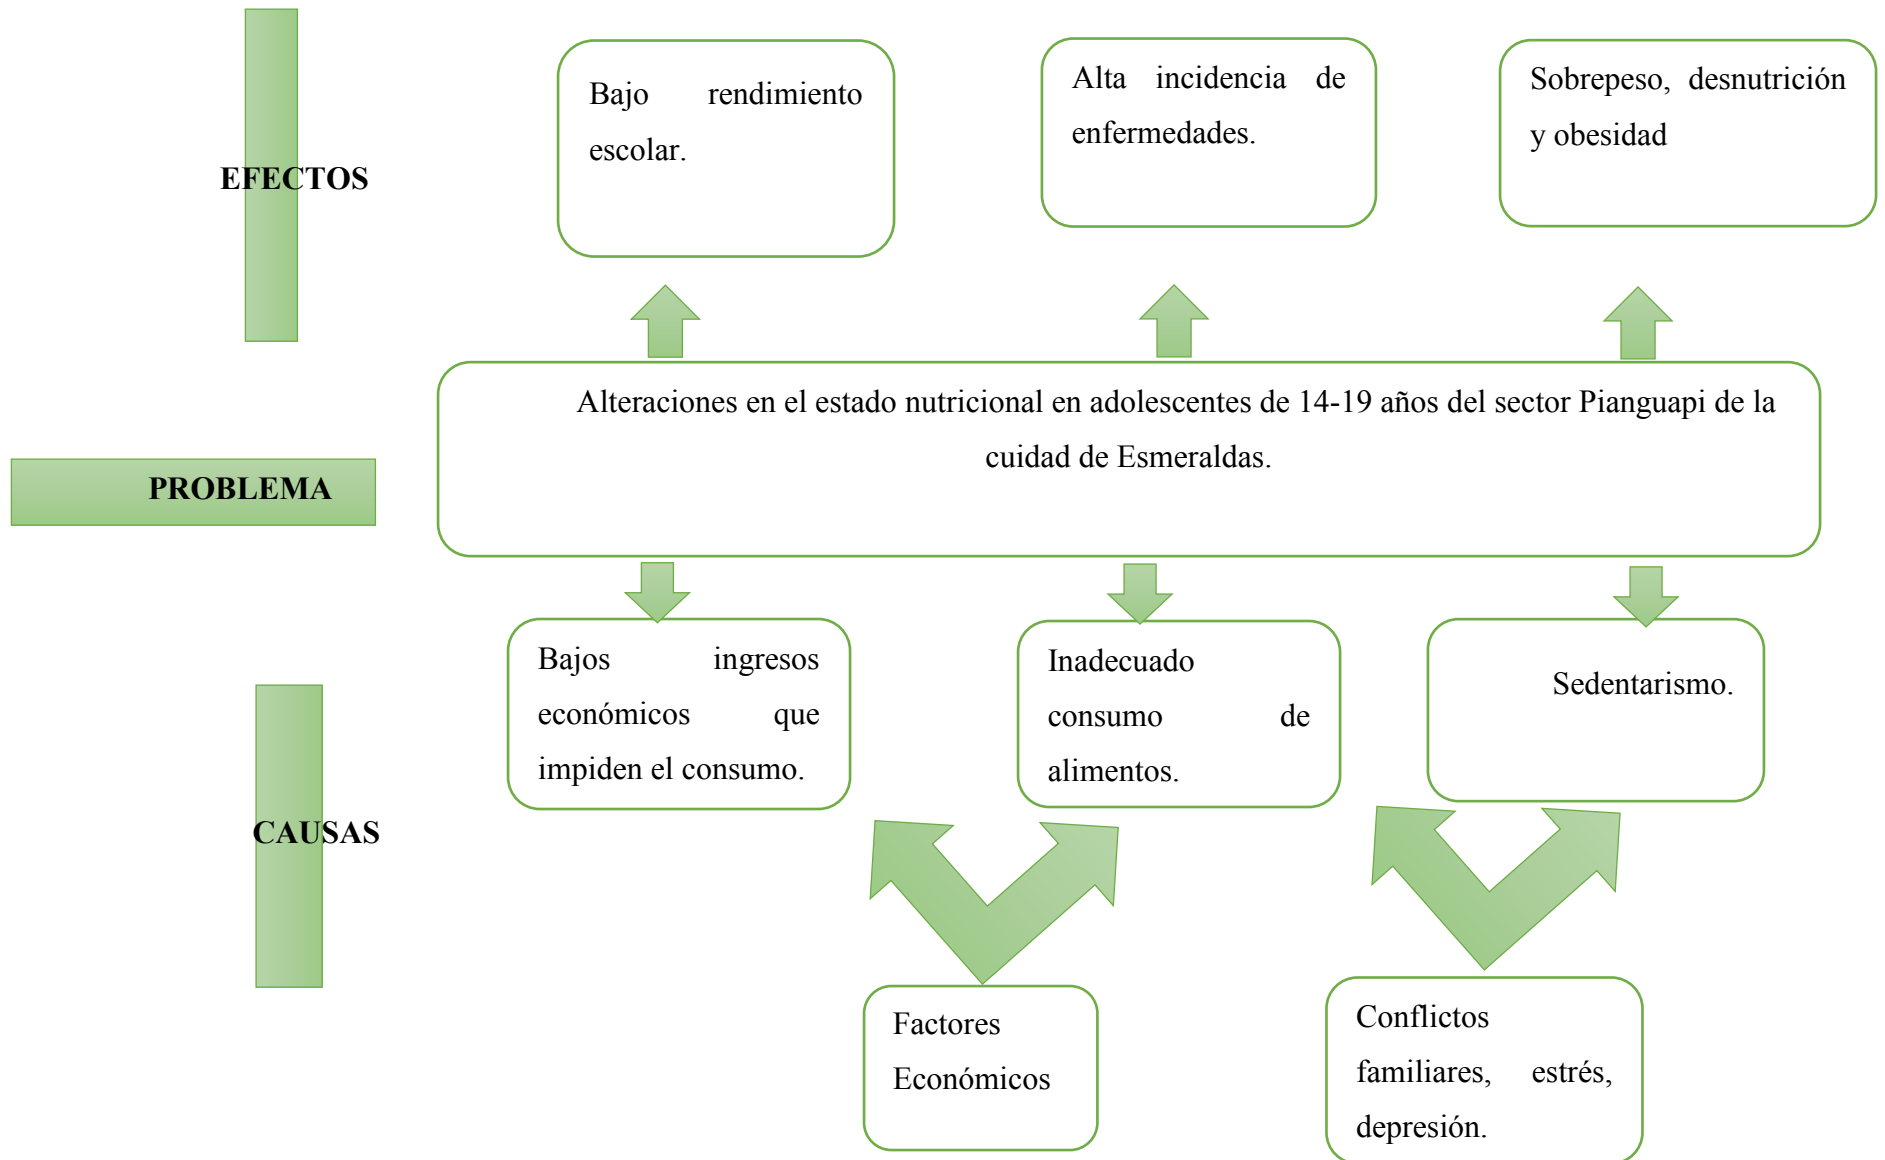 EFECTOS
Bajo rendimiento
escolar.
Alta incidencia de
enfermedades.
Sobrepeso, desnutrición
y obesidad
PROBLEMA
Alteraciones en el estado nutricional en adolescentes de 14-19 años del sector Pianguapi de la
cuidad de Esmeraldas.
CAUSAS
Bajos ingresos
económicos que
impiden el consumo.
Inadecuado
consumo de
alimentos.
Sedentarismo.
Factores
Económicos
Conflictos
familiares, estrés,
depresión.